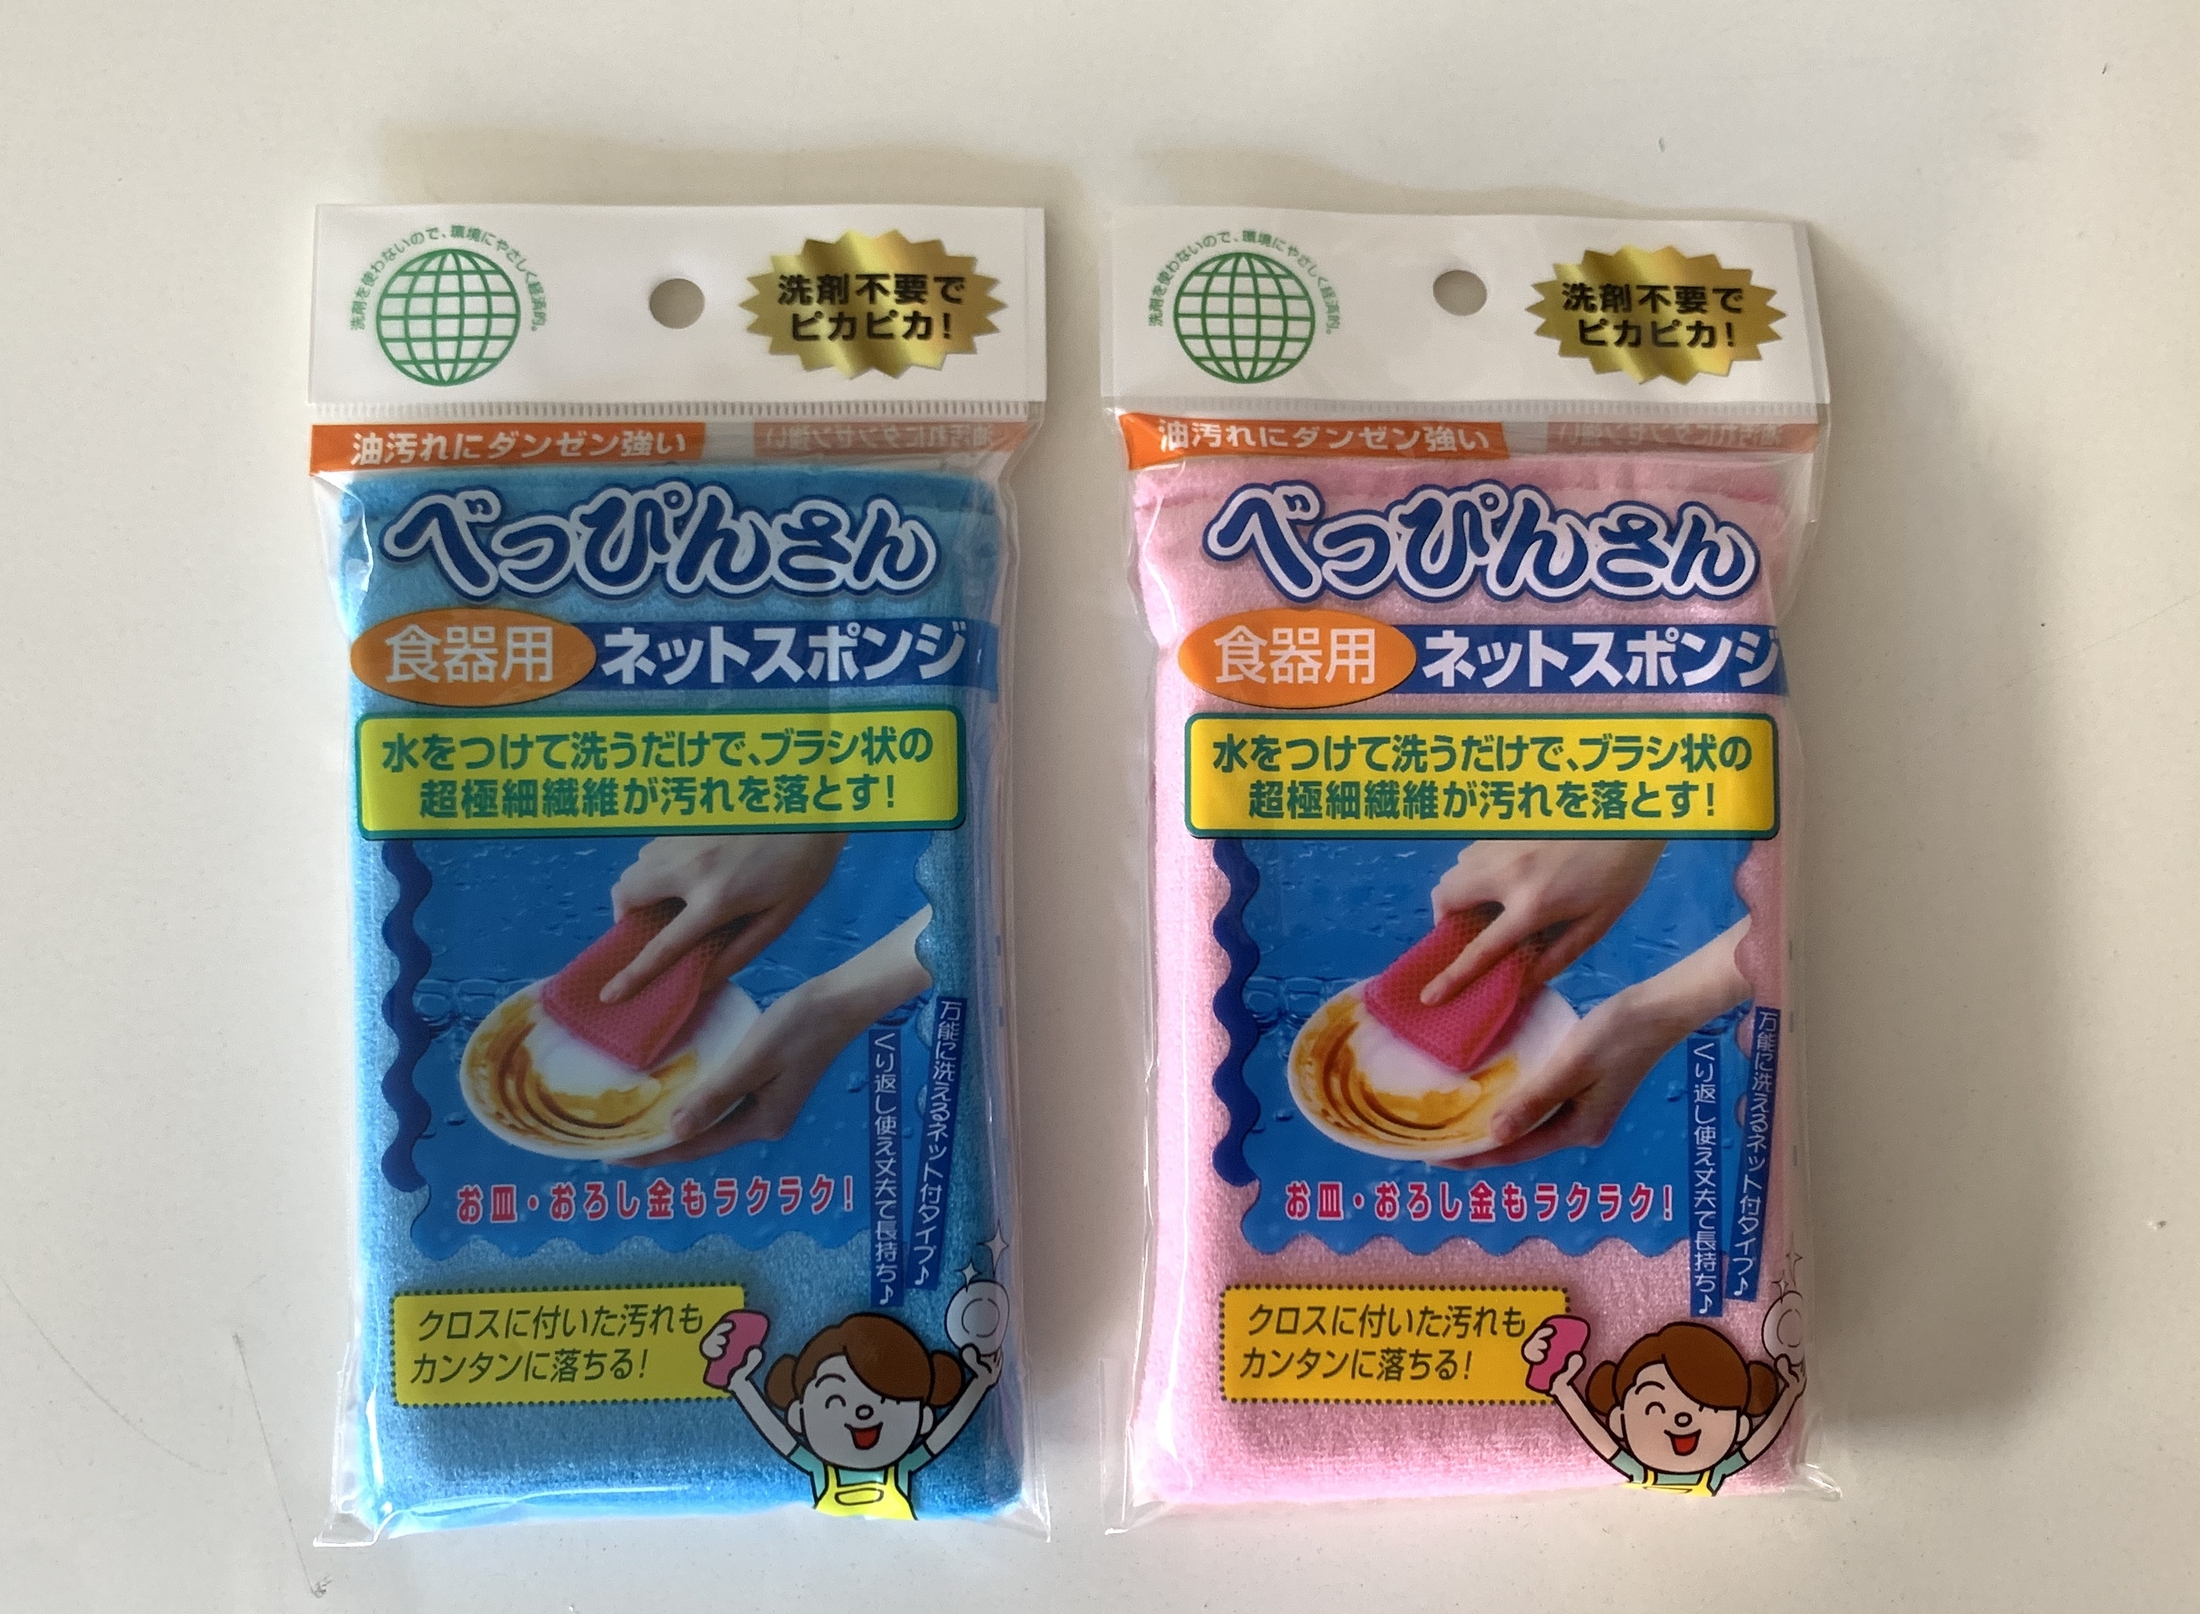 洗剤を使わないので、環境にやさしく経済的。
洗剤不要で
ピカピカ！
油汚れにダンゼン強い
べっぴんさん
食器用 ネットスポンジ
水をつけて洗うだけで、ブラシ状の
超極細繊維が汚れを落とす！
万能に洗えるネット付タイプ♪
くり返し使え丈夫で長持ち♪
お皿・おろし金もラクラク！
クロスに付いた汚れも
カンタンに落ちる！
洗剤を使わないので、環境にやさしく経済的。
洗剤不要で
ピカピカ！
油汚れにダンゼン強い
べっぴんさん
食器用 ネットスポンジ
水をつけて洗うだけで、ブラシ状の
超極細繊維が汚れを落とす！
万能に洗えるネット付タイプ♪
くり返し使え丈夫で長持ち♪
お皿・おろし金もラクラク！
クロスに付いた汚れも
カンタンに落ちる！